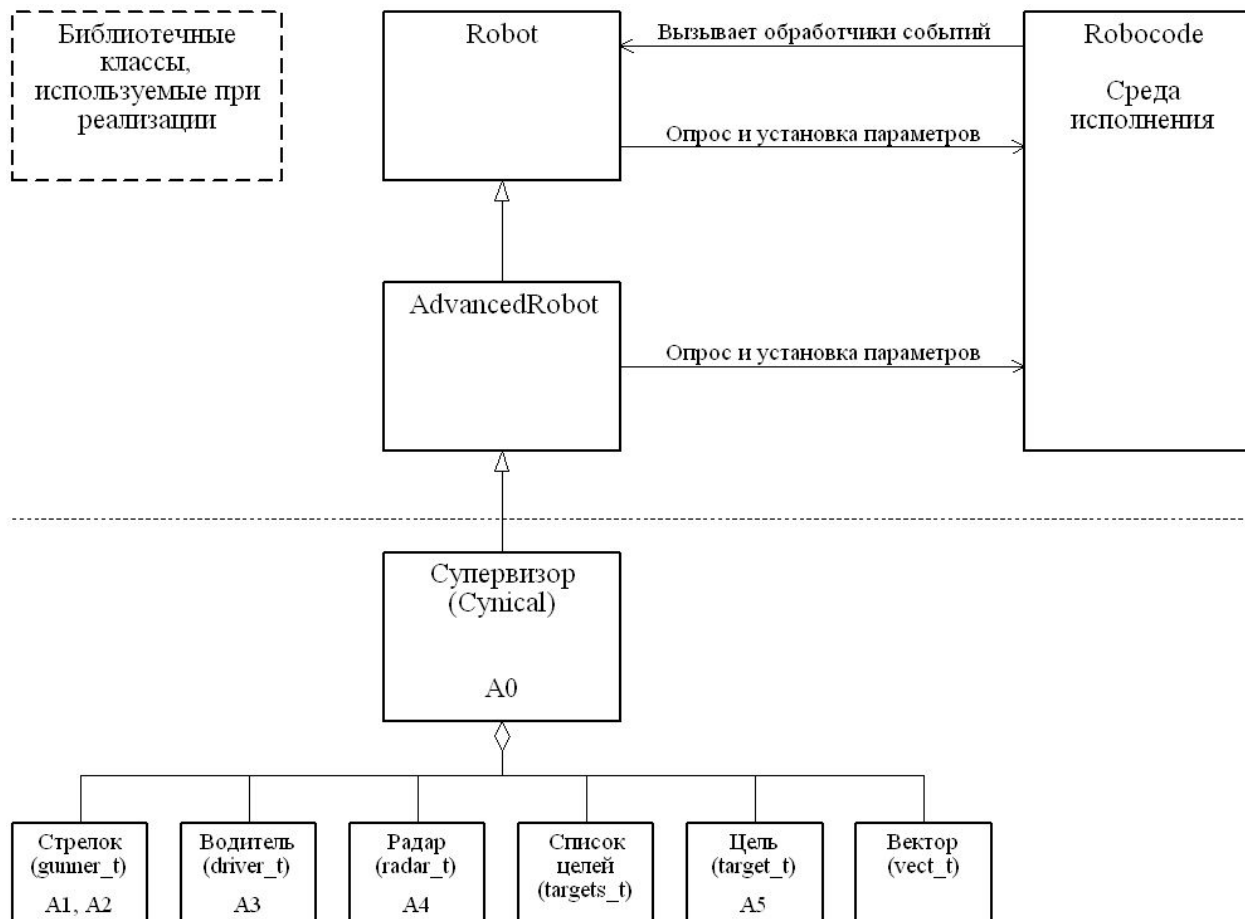 Библиотечные
классы,
используемые при
реализации
Robot
Вызывает обработчики событий
Опрос и установка параметров
Robocode
Среда
исполнения
AdvancedRobot
Опрос и установка параметров
Супервизор
(Cynical)
A0
Стрелок
(gunner_t)
A1, A2
Водитель
(driver_t)
A3
Радар
(radar_t)
A4
Список
целей
(targets_t)
Цель
(target_t)
A5
Вектор
(vect_t)